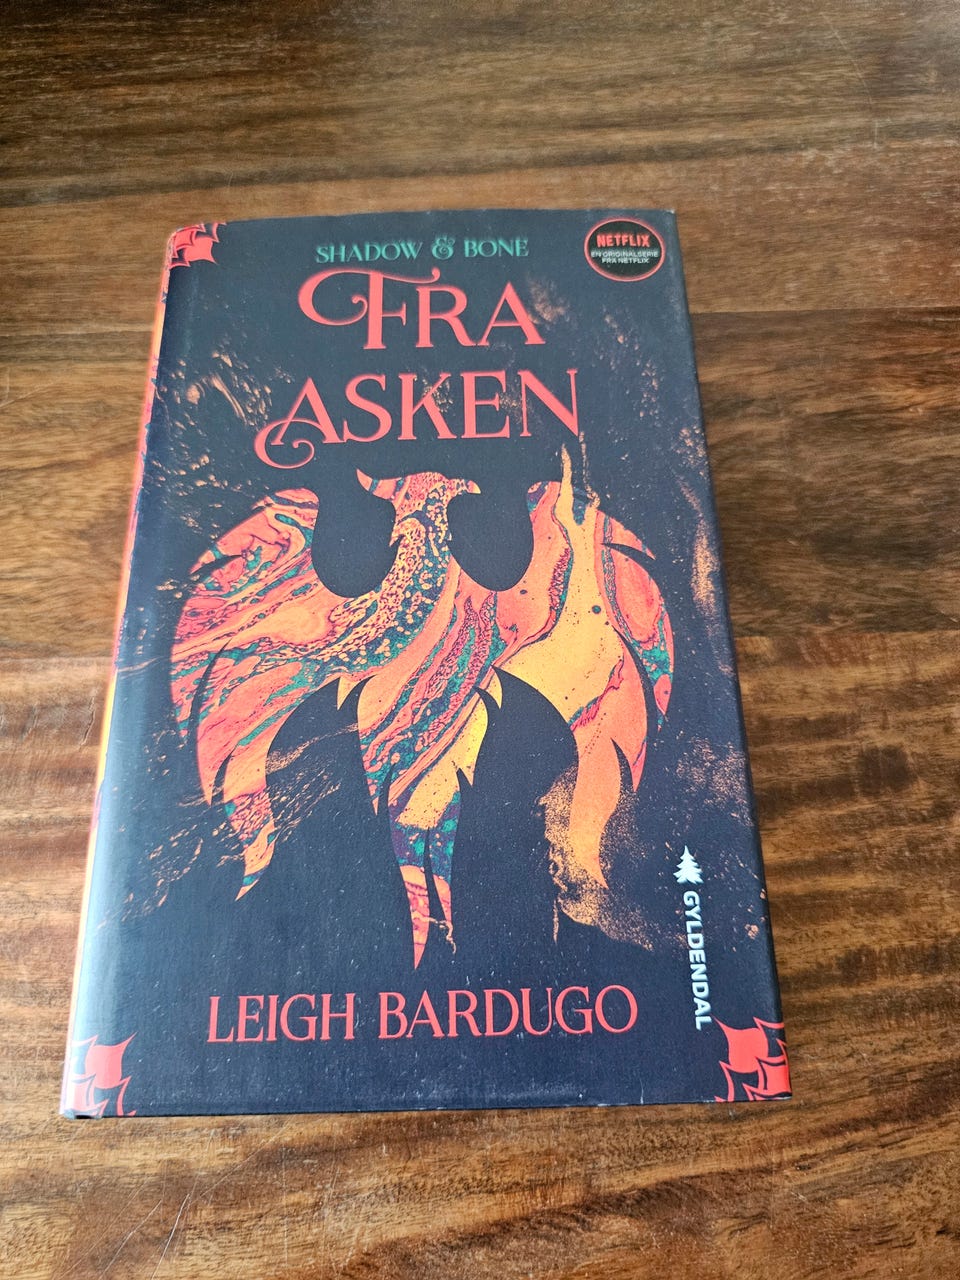 SHADOW & BONE
NETFLIX
EN ORIGINALSERIE
FRA NETFLIX
FRA
ASKEN
GYLDENDAL
LEIGH BARDUGO